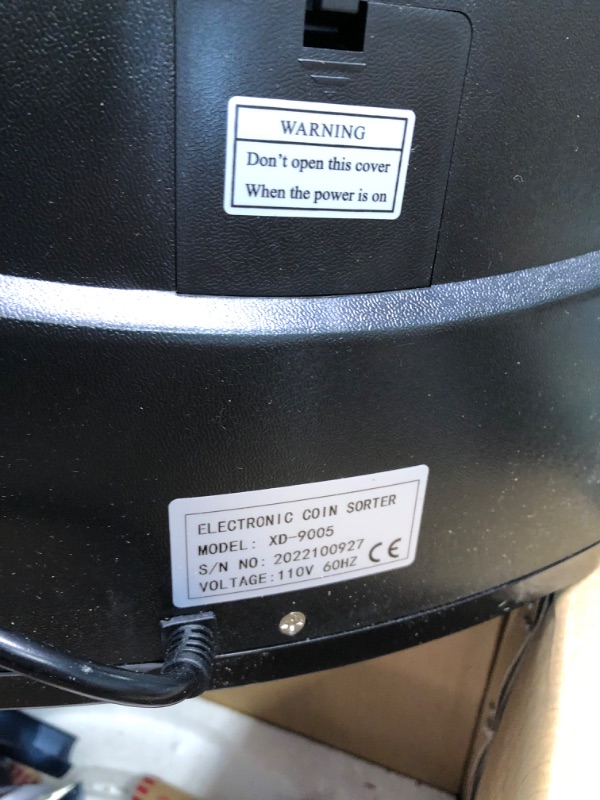 WARNING
Don't open this cover
When the power is on
ELECTRONIC COIN SORTER
MODEL: XD-9005
S/N NO: 2022100927
VOLTAGE:110V 60HZ
CE